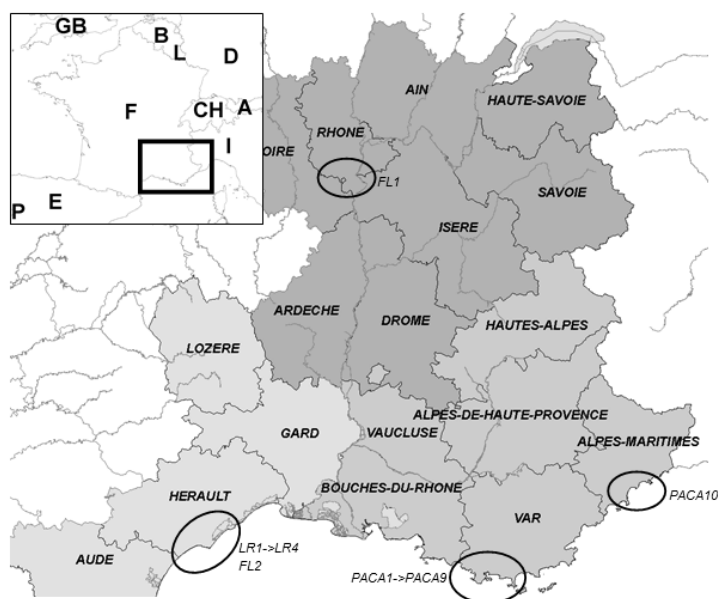 GB
B
L
D
F
CH
A
I
E
P
AIN
HAUTE-SAVOIE
RHONE
OIRE
FL1
SAVOIE
ISERE
ARDECHE
DROME
HAUTES-ALPES
LOZERE
ALPES-DE-HAUTE-PROVENCE
GARD
VAUCLUSE
ALPES-MARITIMES
BOUCHES-DU-RHONE
HERAULT
PACA10
VAR
LR1->LR4
FL2
AUDE
PACA1->PACA9